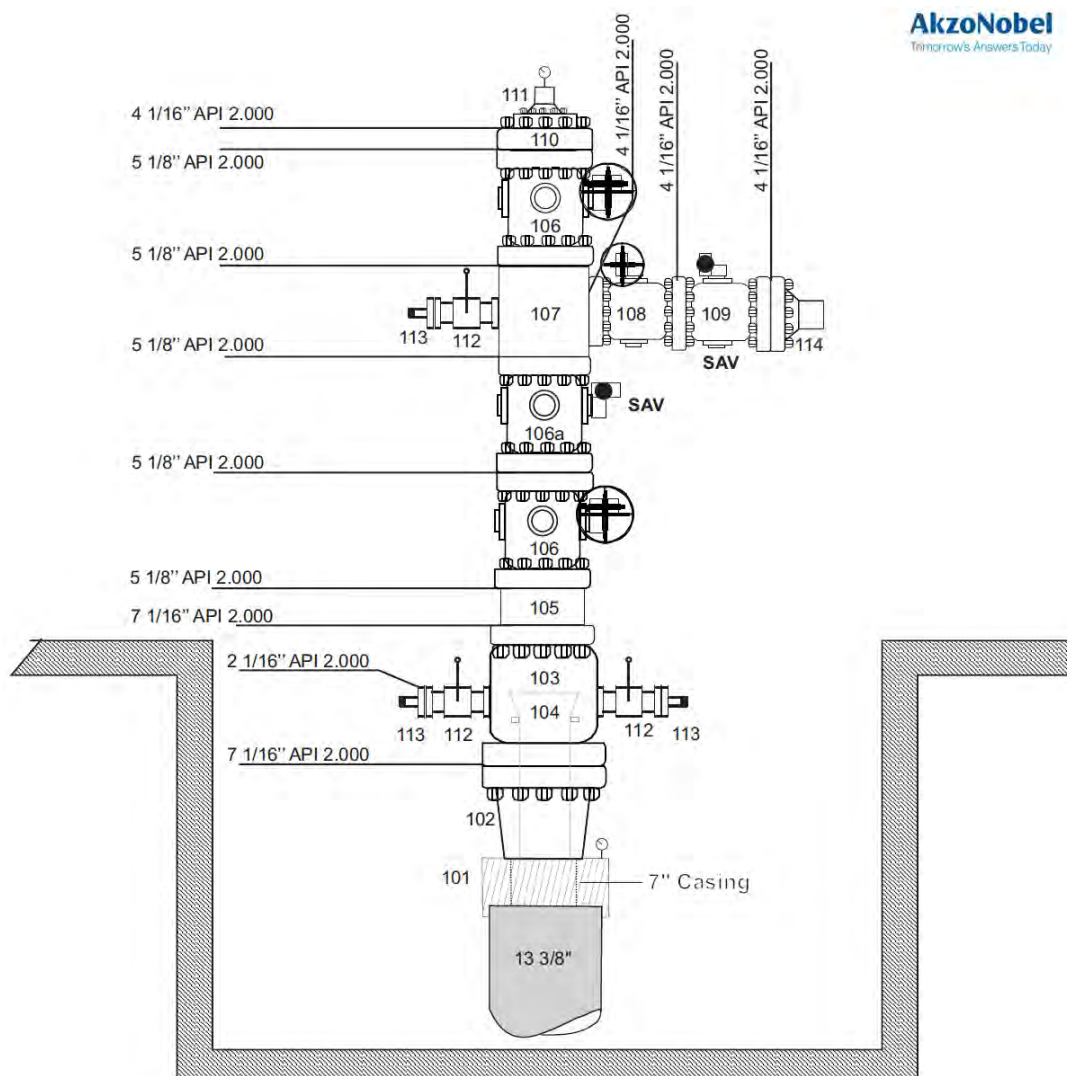 AkzoNobel
Tomorrow's Answers Today
4 1/16" API 2.000
4 1/16" API 2.000
4 1/16" API 2.000
111
4 1/16'' API 2.000
110
5 1/8'' API 2.000
106
5 1/8'' API 2.000
107
108
109
113
112
114
5 1/8'' API 2.000
SAV
SAV
106a
5 1/8'' API 2.000
106
5 1/8'' API 2.000
105
7 1/16'' API 2.000
2 1/16'' API 2.000
103
104
113
112
112
113
7 1/16'' API 2.000
102
101
7'' Casing
13 3/8"